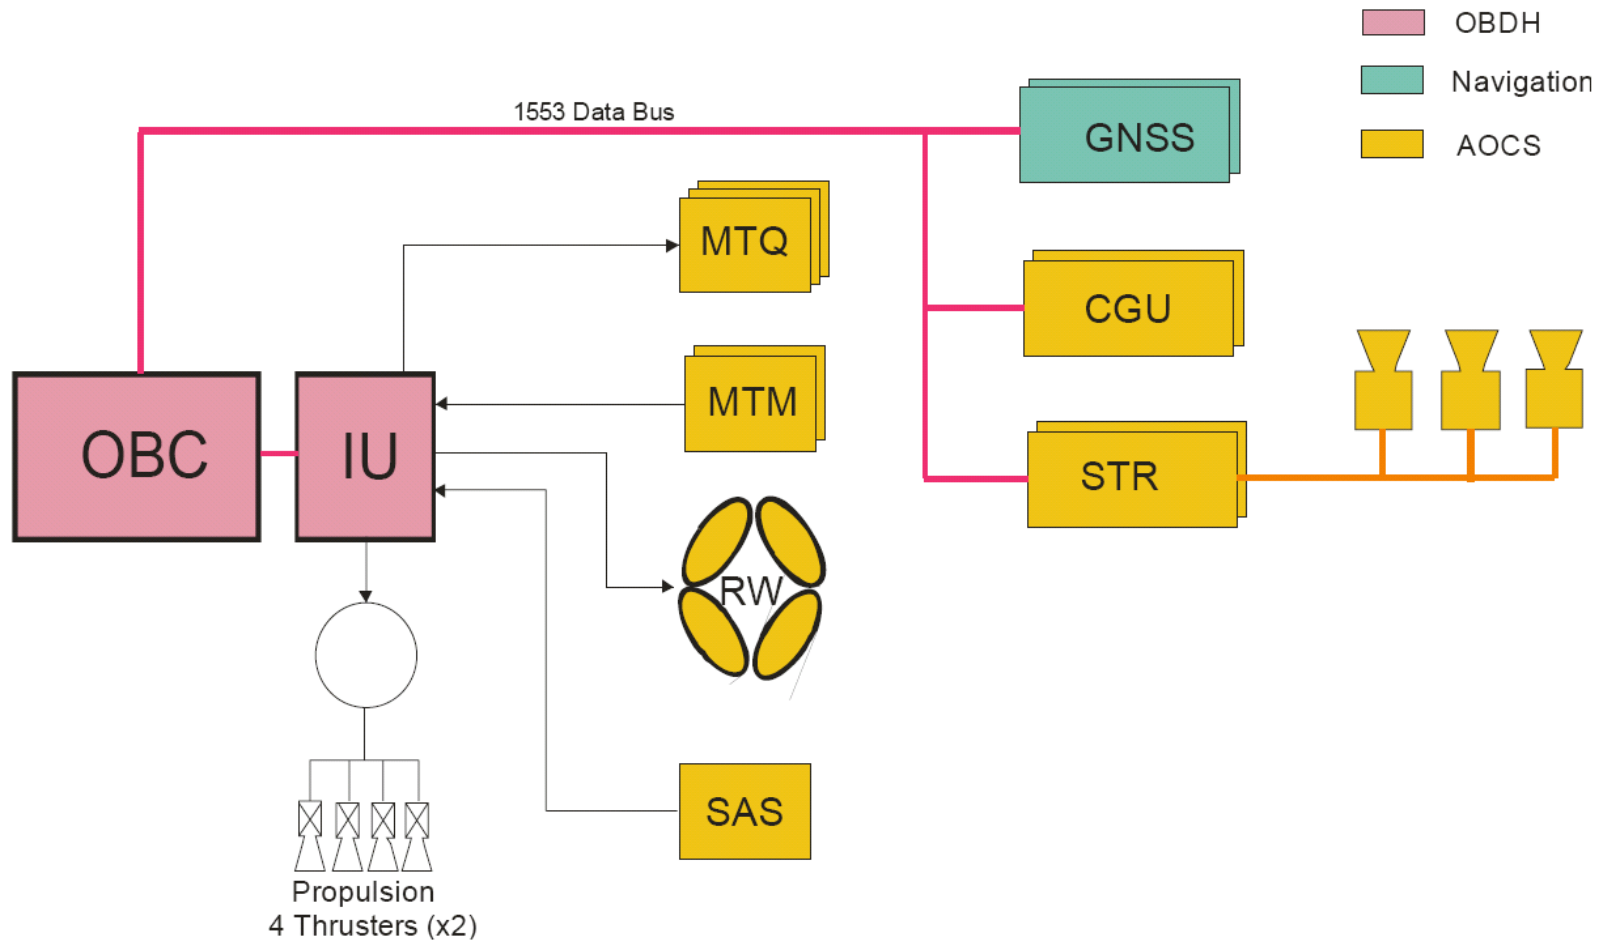 OBDH
Navigation
AOCS
1553 Data Bus
GNSS
MTQ
CGU
MTM
OBC
IU
STR
RW
SAS
Propulsion
4 Thrusters (x2)